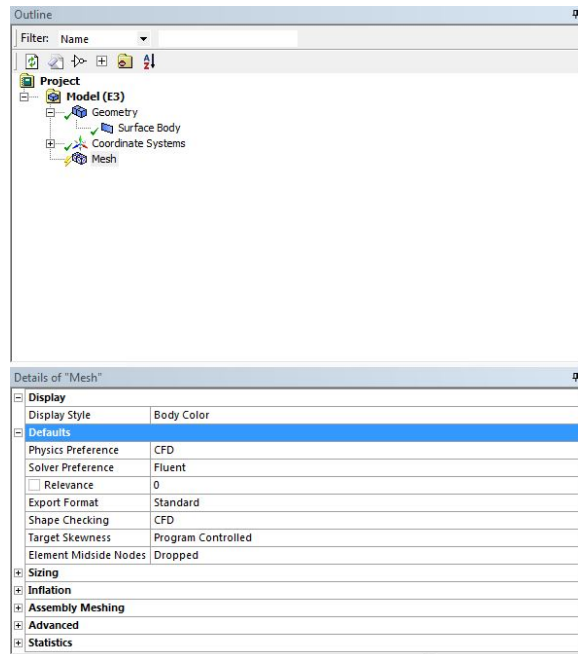 Outline
Filter: Name
Project
Model (E3)
Geometry
Surface Body
Coordinate Systems
Mesh
Details of "Mesh"
Display
Display Style Body Color
Defaults
Physics Preference CFD
Solver Preference Fluent
Relevance 0
Export Format Standard
Shape Checking CFD
Target Skewness Program Controlled
Element Midside Nodes Dropped
Sizing
Inflation
Assembly Meshing
Advanced
Statistics